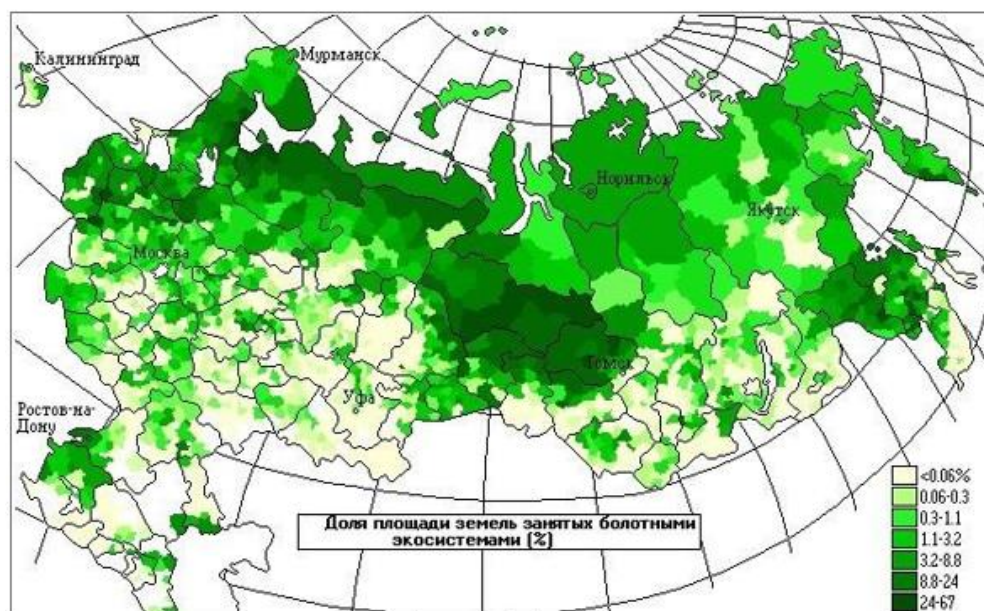 Калининград
Мурманск
Норильск
Якутск
Москва
Томск
Уфа
Ростов-на-
Дону
Доля площади земель занятых болотными
экосистемами (%)
<0.06%
0.06-0.3
0.3-1.1
1.1-3.2
3.2-8.8
8.8-24
24-67